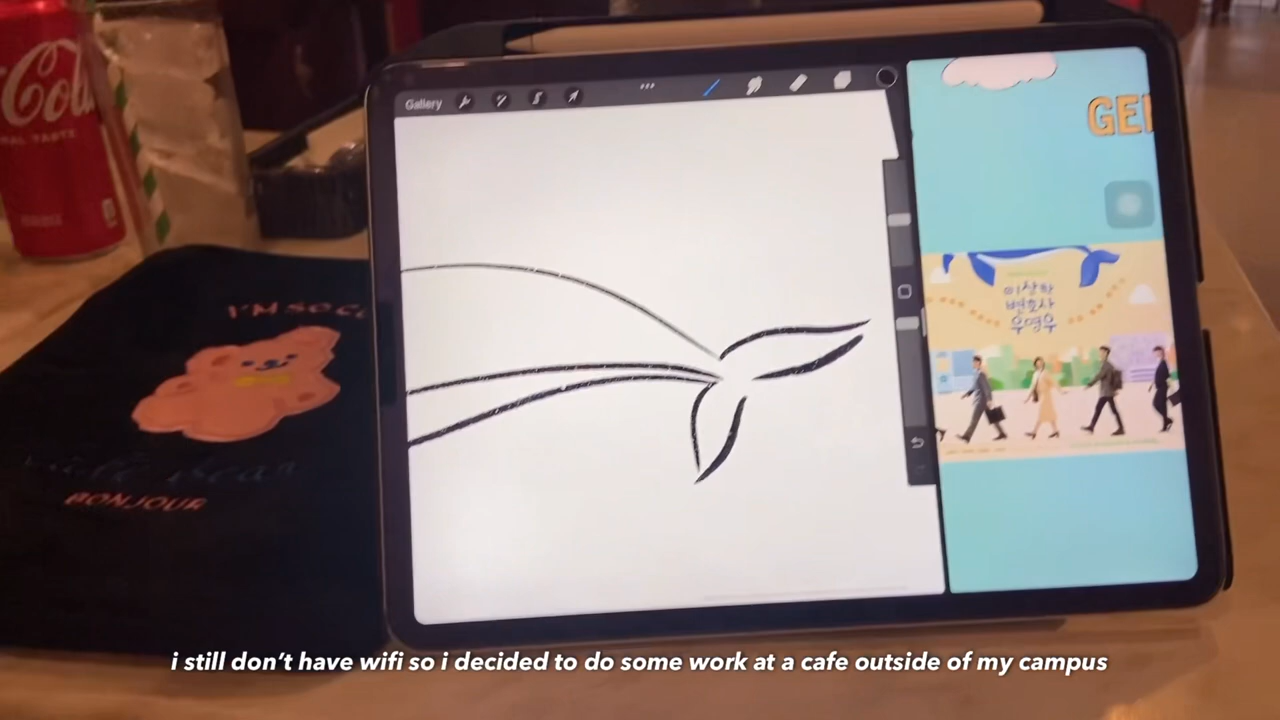 Coca
Gallery
GE
이상한
변호사
우영우
I'M SO CU
BONJOUR
i still don't have wifi so i decided to do some work at a cafe outside of my campus